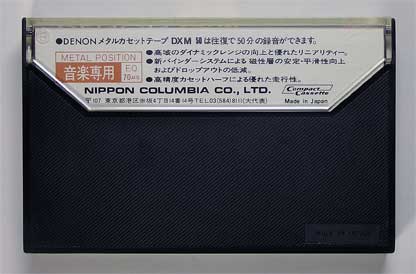 ●DENONメタルカセットテープ DXM 50 は往復で50分の録音ができます。
METAL POSITION
音楽専用
EQ
70μs
●高域のダイナミックレンジの向上と優れたリニアリティー。
●新バインダーシステムによる磁性層の安定・平滑性向上
およびドロップアウトの低減。
●高精度カセットハーフによる優れた走行性。
NIPPON COLUMBIA CO., LTD.
Compact Cassette
〒107 東京都港区赤坂4丁目14番14号 TEL.03(584)8111(大代表)
Made in Japan
MADE IN JAPAN